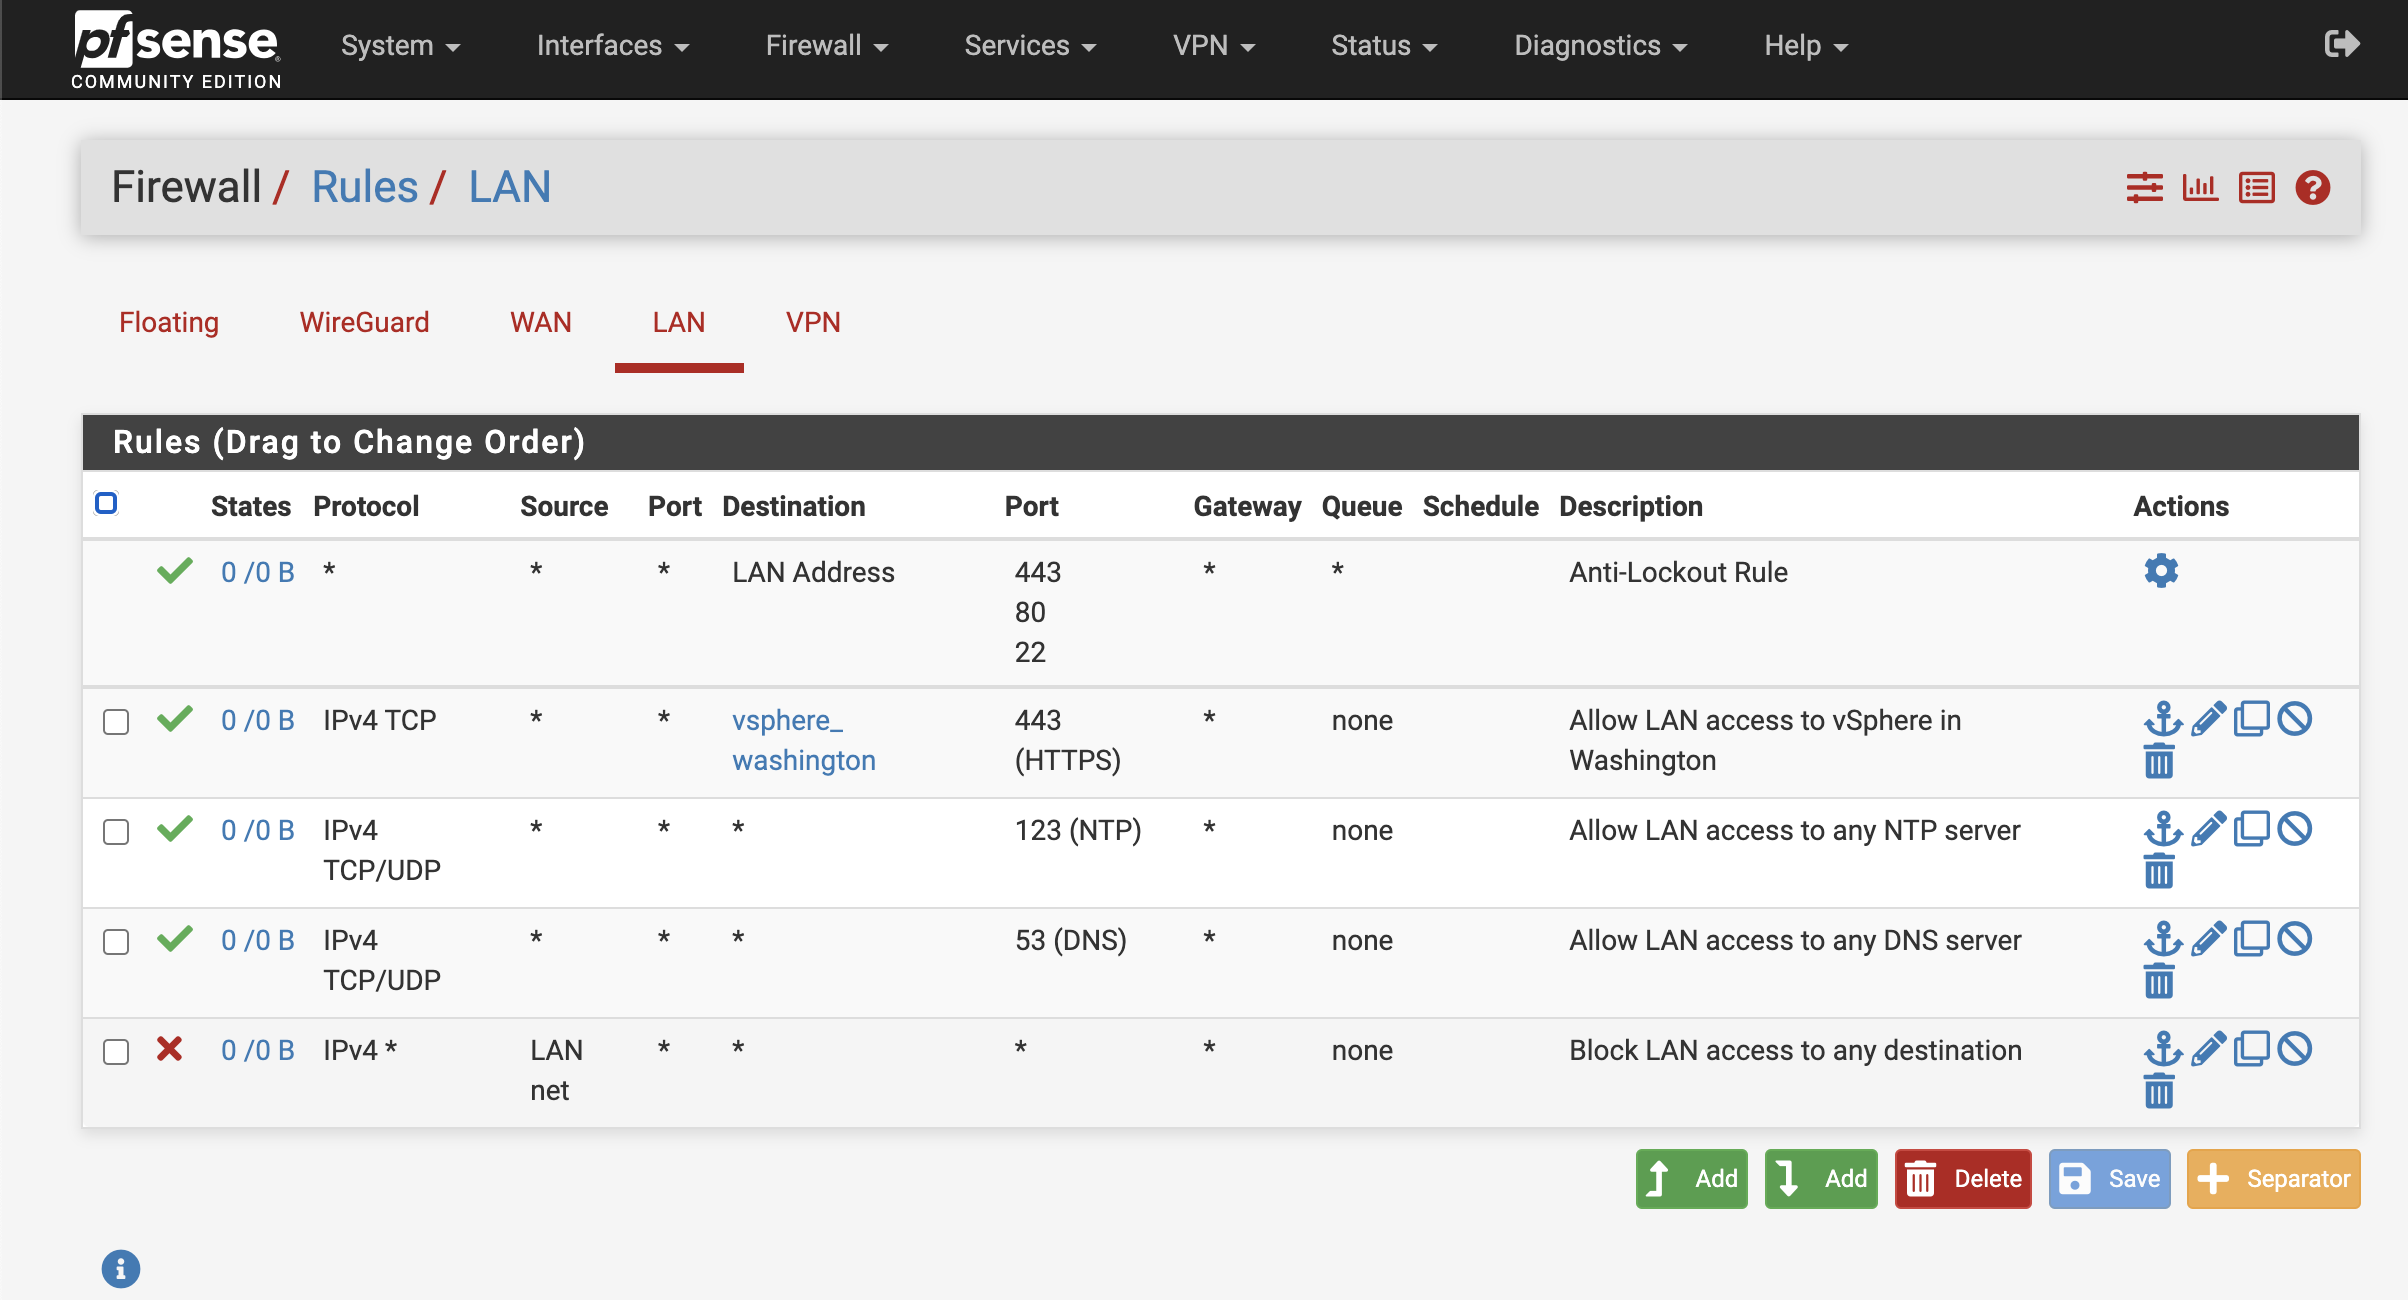 pfsense
COMMUNITY EDITION
System Interfaces Firewall Services VPN Status Diagnostics Help
Firewall / Rules / LAN
Floating WireGuard WAN LAN VPN
Rules (Drag to Change Order)
States Protocol Source Port Destination Port Gateway Queue Schedule Description Actions
0 /0 B * * * LAN Address 443 * * Anti-Lockout Rule
80
22
0 /0 B IPv4 TCP * * vsphere_ 443 * none Allow LAN access to vSphere in
washington (HTTPS) Washington
0 /0 B IPv4 * * * 123 (NTP) * none Allow LAN access to any NTP server
TCP/UDP
0 /0 B IPv4 * * * 53 (DNS) * none Allow LAN access to any DNS server
TCP/UDP
0 /0 B IPv4 * LAN * * * * none Block LAN access to any destination
net
Add Add Delete Save Separator